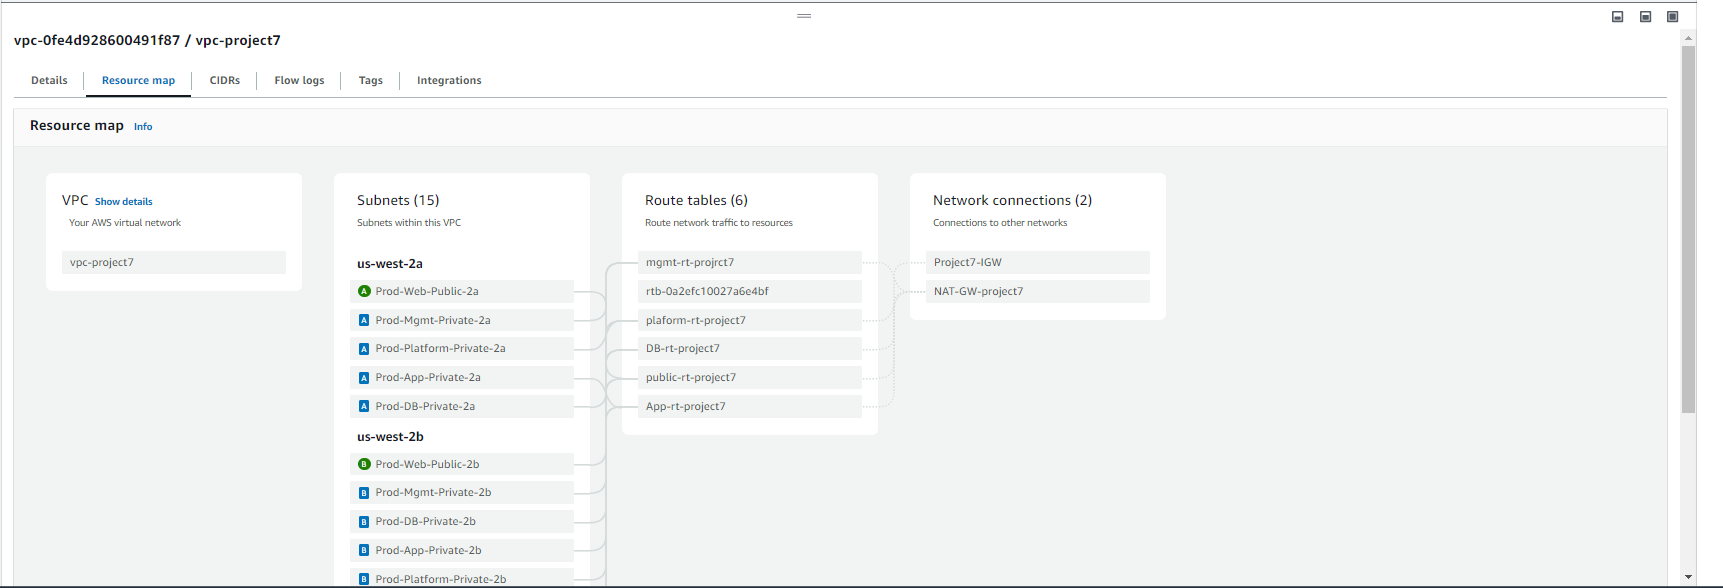 vpc-0fe4d928600491f87 / vpc-project7
Details
Resource map
CIDRs
Flow logs
Tags
Integrations
Resource map Info
VPC Show details
Your AWS virtual network
vpc-project7
Subnets (15)
Subnets within this VPC
us-west-2a
A Prod-Web-Public-2a
A Prod-Mgmt-Private-2a
A Prod-Platform-Private-2a
A Prod-App-Private-2a
A Prod-DB-Private-2a
us-west-2b
B Prod-Web-Public-2b
B Prod-Mgmt-Private-2b
B Prod-DB-Private-2b
B Prod-App-Private-2b
B Prod-Platform-Private-2b
Route tables (6)
Route network traffic to resources
mgmt-rt-projrct7
rtb-0a2efc10027a6e4bf
plaform-rt-project7
DB-rt-project7
public-rt-project7
App-rt-project7
Network connections (2)
Connections to other networks
Project7-IGW
NAT-GW-project7